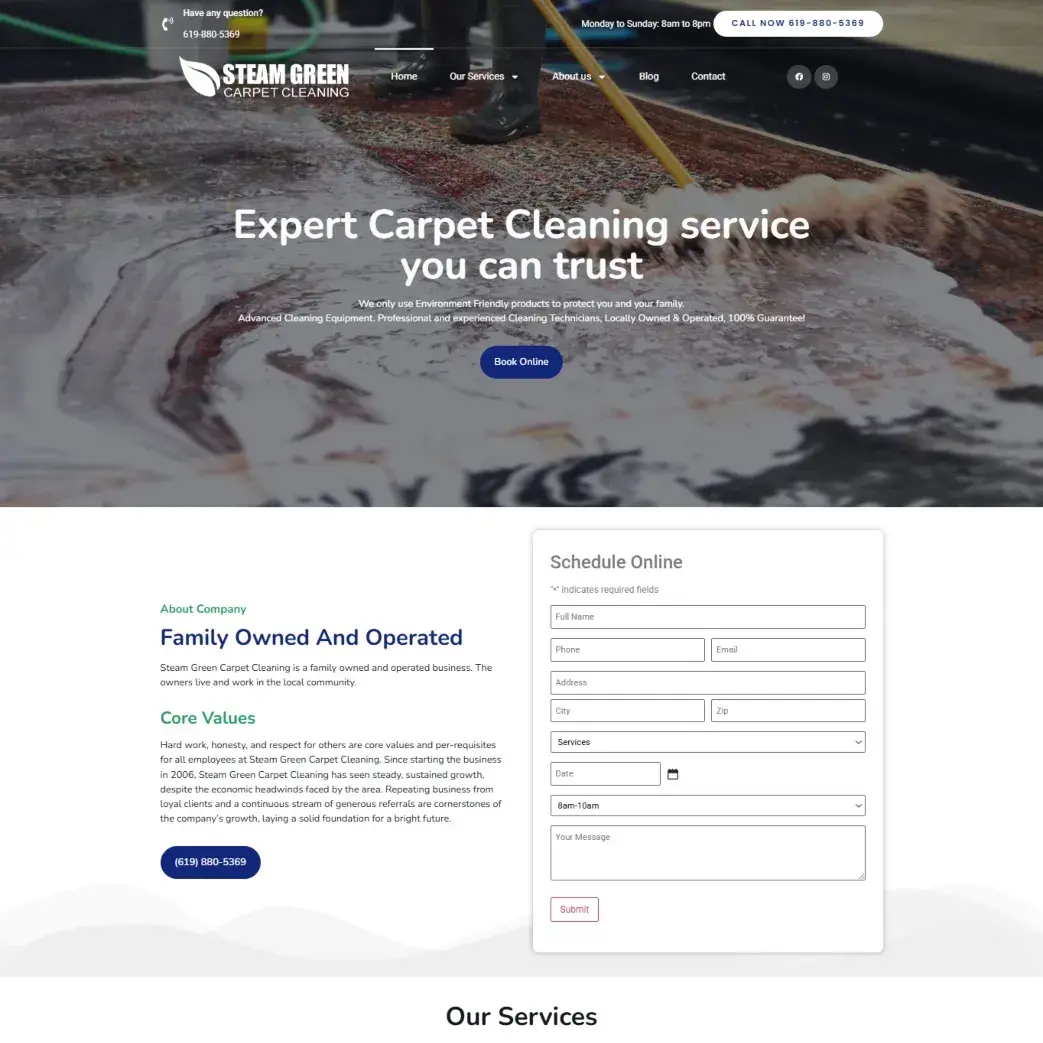 Have any question?
619-880-5369
Monday to Sunday: 8am to 8pm
CALL NOW 619-880-5369
STEAM GREEN
CARPET CLEANING
Home
Our Services
About us
Blog
Contact
Expert Carpet Cleaning service
you can trust
We only use Environment Friendly products to protect you and your family.
Advanced Cleaning Equipment. Professional and experienced Cleaning Technicians, Locally Owned & Operated, 100% Guarantee!
Book Online
About Company
Family Owned And Operated
Steam Green Carpet Cleaning is a family owned and operated business. The
owners live and work in the local community.
Core Values
Hard work, honesty, and respect for others are core values and per-requisites
for all employees at Steam Green Carpet Cleaning. Since starting the business
in 2006, Steam Green Carpet Cleaning has seen steady, sustained growth,
despite the economic headwinds faced by the area. Repeating business from
loyal clients and a continuous stream of generous referrals are cornerstones of
the company's growth, laying a solid foundation for a bright future.
(619) 880-5369
Schedule Online
"*" indicates required fields
Full Name
Phone
Email
Address
City
Zip
Services
Date
8am-10am
Your Message
Submit
Our Services